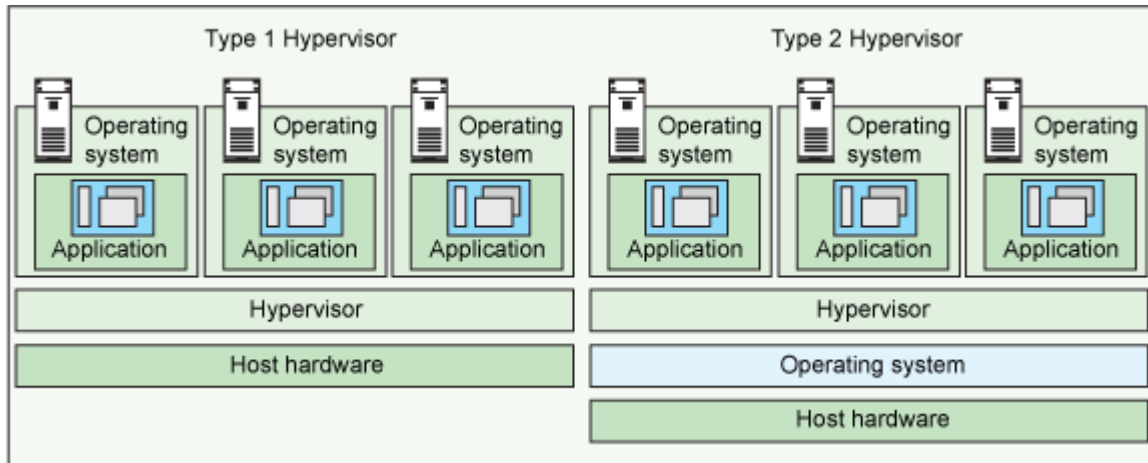 Type 1 Hypervisor
Type 2 Hypervisor
Operating system
Operating system
Operating system
Operating system
Operating system
Operating system
Application
Application
Application
Application
Application
Application
Hypervisor
Hypervisor
Host hardware
Operating system
Host hardware